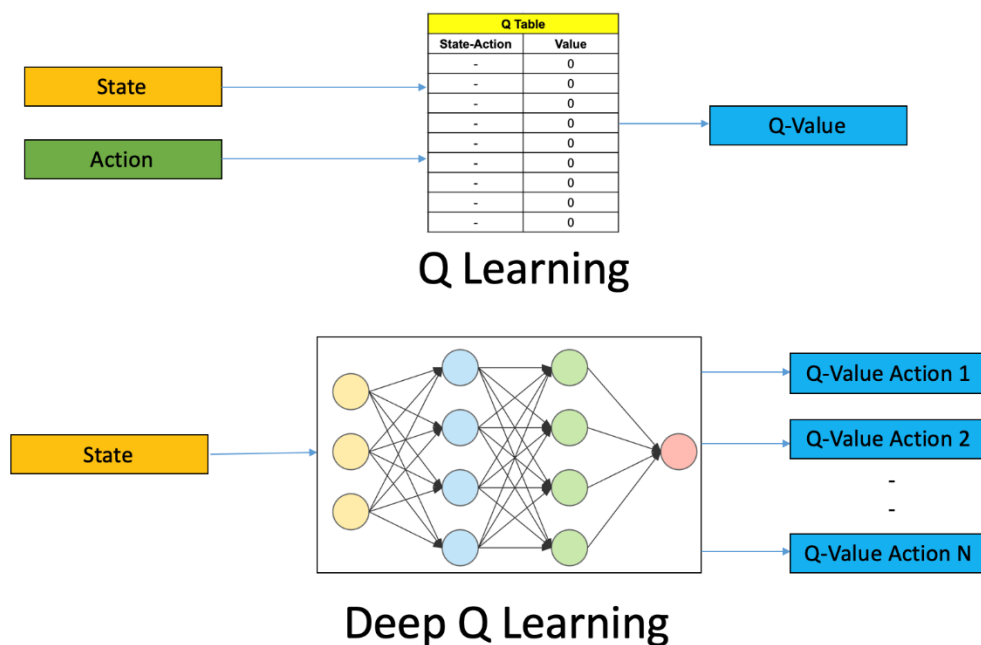 Q Table
State-Action Value
- 0
- 0
- 0
- 0
- 0
- 0
- 0
- 0
- 0
State
Action
Q-Value
Q Learning
State
Q-Value Action 1
Q-Value Action 2
-
-
Q-Value Action N
Deep Q Learning